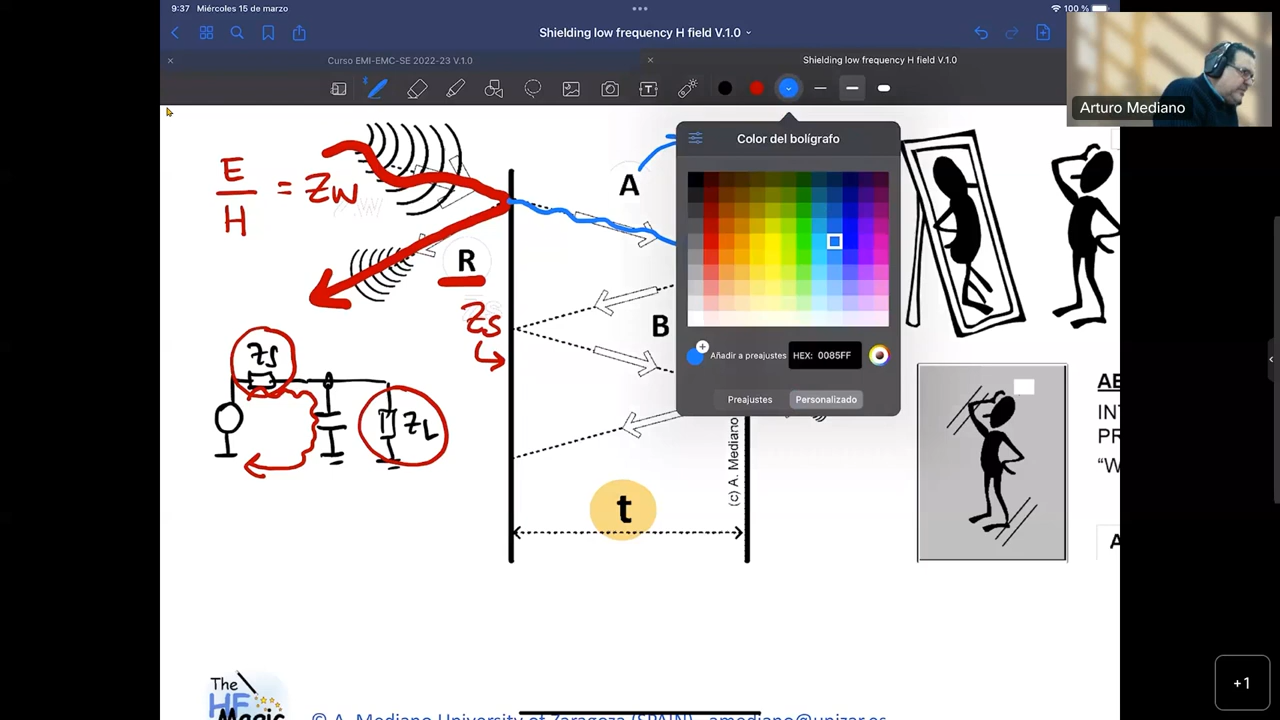 9:37 Miércoles 15 de marzo
100 %
Shielding low frequency H field V.1.0
Curso EMI-EMC-SE 2022-23 V.1.0
Shielding low frequency H field V.1.0
T
Arturo Mediano
Color del bolígrafo
Añadir a preajustes
HEX: 0085FF
Preajustes
Personalizado
E
H
= Zw
A
R
Zs
B
Zs
ZL
(c) A. Mediano
t
AB
INT
PR
“W
A
The
HF
Magic
© A. Mediano University of Zaragoza (SPAIN) - amediano@unizar.es
+1